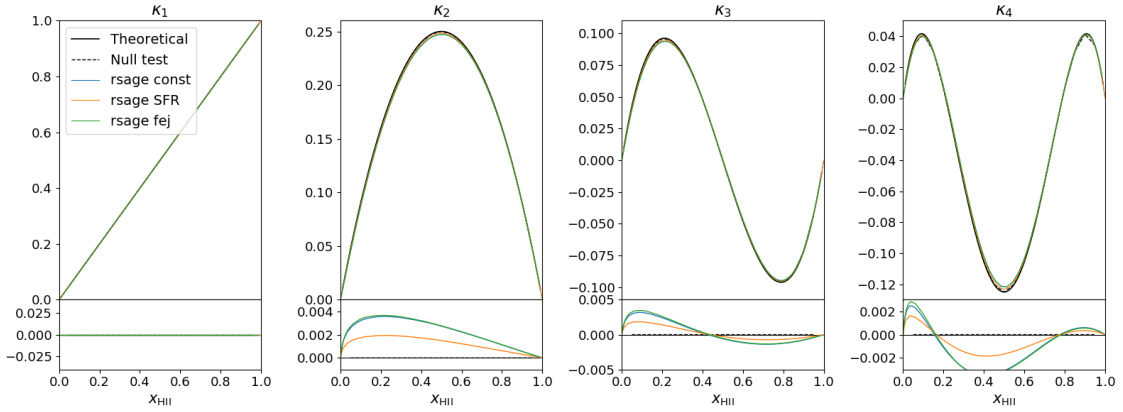 κ1
1.0
0.8
0.6
0.4
0.2
0.0
Theoretical
Null test
rsage const
rsage SFR
rsage fej
0.025
0.000
−0.025
0.0 0.2 0.4 0.6 0.8 1.0
xHII
κ2
0.25
0.20
0.15
0.10
0.05
0.00
0.004
0.002
0.000
0.0 0.2 0.4 0.6 0.8 1.0
xHII
κ3
0.100
0.075
0.050
0.025
0.000
−0.025
−0.050
−0.075
−0.100
0.005
0.000
−0.005
0.0 0.2 0.4 0.6 0.8 1.0
xHII
κ4
0.04
0.02
0.00
−0.02
−0.04
−0.06
−0.08
−0.10
−0.12
0.002
0.000
−0.002
0.0 0.2 0.4 0.6 0.8 1.0
xHII